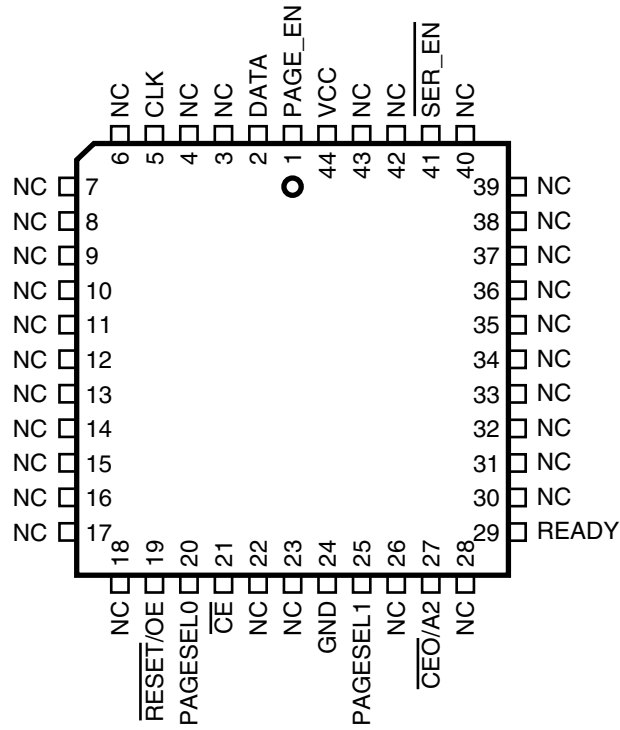 NC
CLK
NC
NC
DATA
PAGE_EN
VCC
NC
NC
SER_EN
NC
6
5
4
3
2
1
44
43
42
41
40
NC 7
39 NC
NC 8
38 NC
NC 9
37 NC
NC 10
36 NC
NC 11
35 NC
NC 12
34 NC
NC 13
33 NC
NC 14
32 NC
NC 15
31 NC
NC 16
30 NC
NC 17
29 READY
18
19
20
21
22
23
24
25
26
27
28
NC
RESET/OE
PAGESEL0
CE
NC
NC
GND
PAGESEL1
NC
CEO/A2
NC